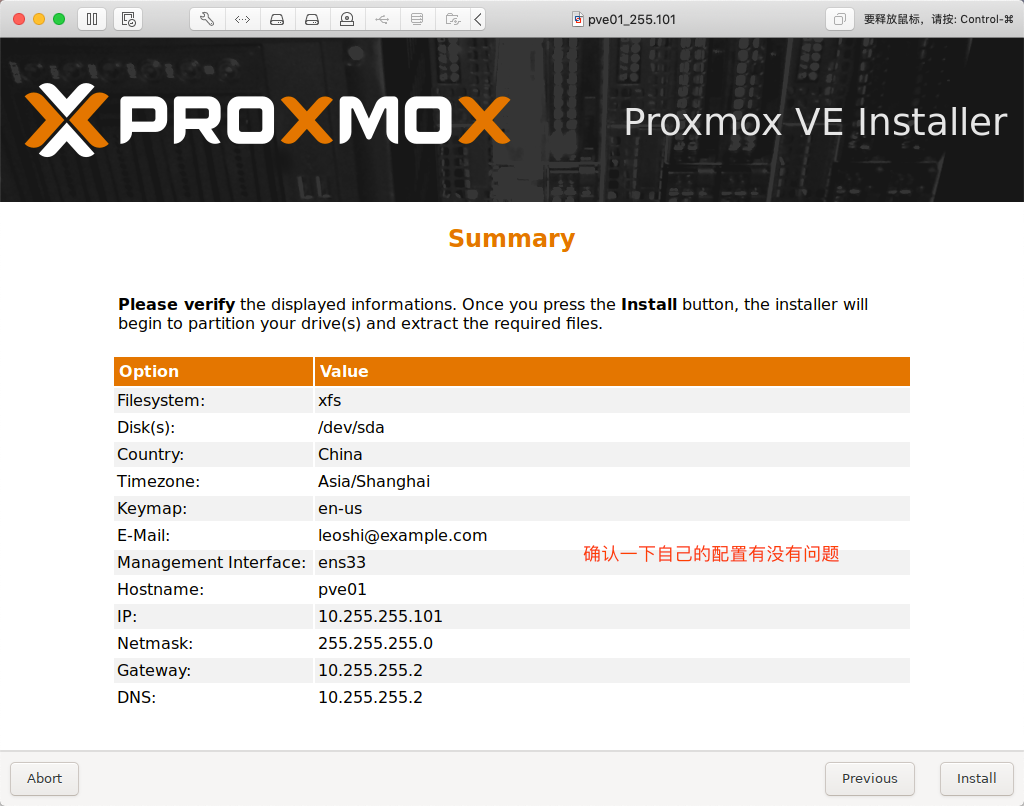 pve01_255.101
要释放鼠标，请按: Control-⌘
PROXMOX
Proxmox VE Installer
Summary
Please verify the displayed informations. Once you press the Install button, the installer will
begin to partition your drive(s) and extract the required files.
Option Value
Filesystem: xfs
Disk(s): /dev/sda
Country: China
Timezone: Asia/Shanghai
Keymap: en-us
E-Mail: leoshi@example.com
确认一下自己的配置有没有问题
Management Interface: ens33
Hostname: pve01
IP: 10.255.255.101
Netmask: 255.255.255.0
Gateway: 10.255.255.2
DNS: 10.255.255.2
Abort Previous Install